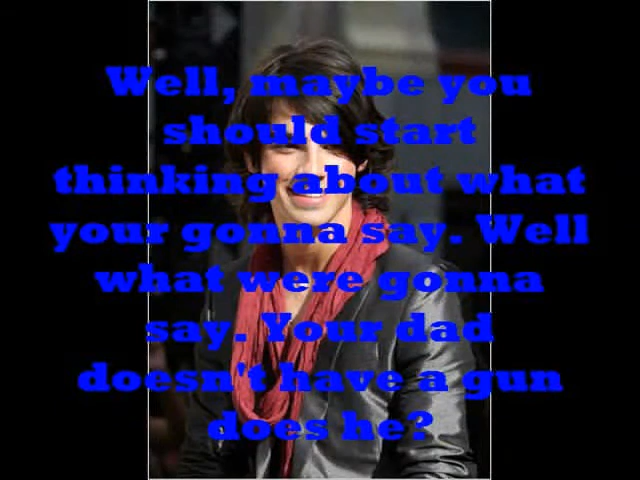 Well, maybe you
should start
thinking about what
your gonna say. Well
what were gonna
say. Your dad
doesn't have a gun
does he?